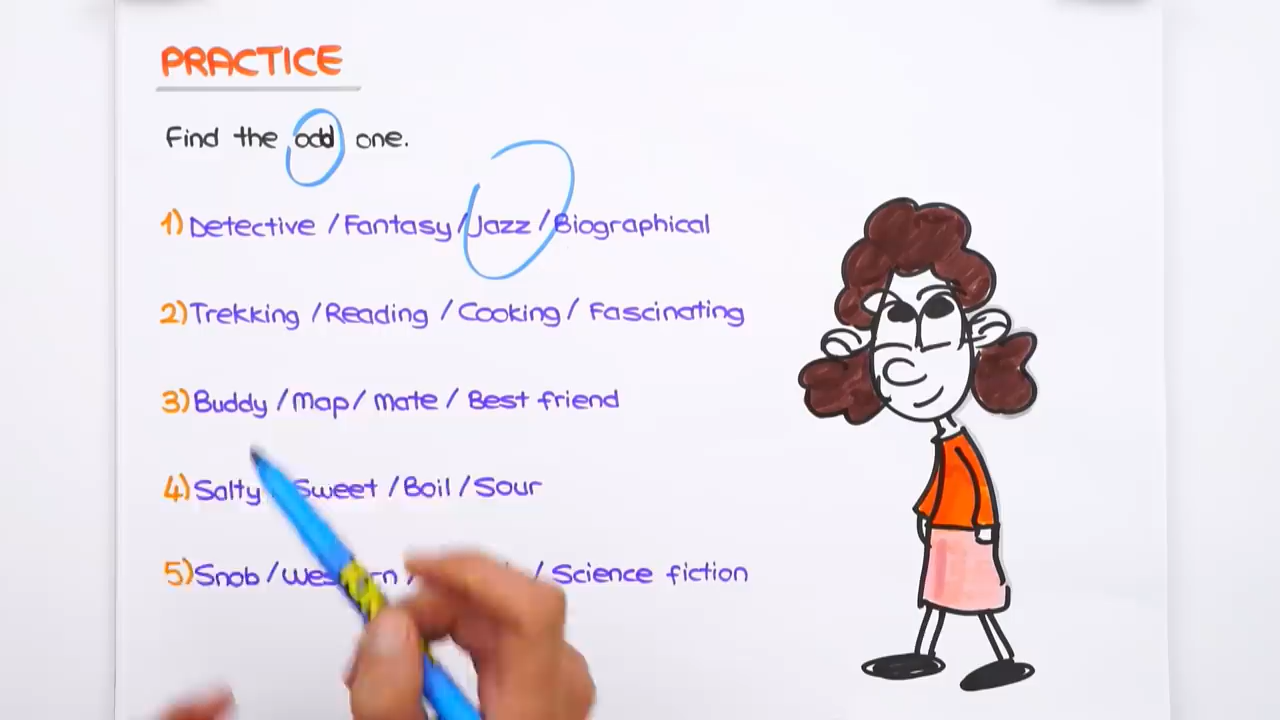 PRACTICE
Find the odd one.
1) Detective / Fantasy / Jazz / Biographical
2) Trekking / Reading / Cooking / Fascinating
3) Buddy / Map / mate / Best friend
4) Salty / Sweet / Boil / Sour
5) Snob / / / Science fiction